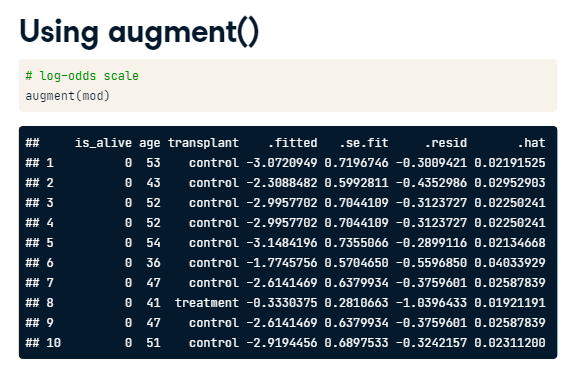 Using augment()
# log-odds scale
augment(mod)
##     is_alive age transplant    .fitted   .se.fit     .resid       .hat
## 1          0  53    control -3.0720949 0.7196746 -0.3009421 0.02191525
## 2          0  43    control -2.3088482 0.5992811 -0.4352986 0.02952903
## 3          0  52    control -2.9957702 0.7044109 -0.3123727 0.02250241
## 4          0  52    control -2.9957702 0.7044109 -0.3123727 0.02250241
## 5          0  54    control -3.1484196 0.7355066 -0.2899116 0.02134668
## 6          0  36    control -1.7745756 0.5704650 -0.5596850 0.04033929
## 7          0  47    control -2.6141469 0.6379934 -0.3759601 0.02587839
## 8          0  41  treatment -0.3330375 0.2810663 -1.0396433 0.01921191
## 9          0  47    control -2.6141469 0.6379934 -0.3759601 0.02587839
## 10         0  51    control -2.9194456 0.6897533 -0.3242157 0.02311200